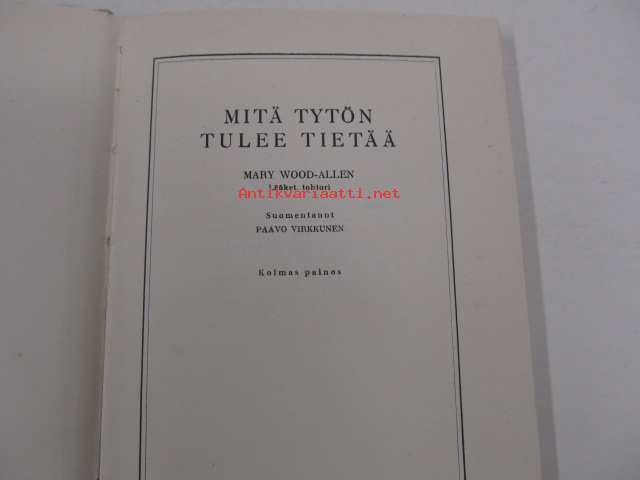 MITÄ TYTÖN
TULEE TIETÄÄ
MARY WOOD-ALLEN
Lääket. tohtori
Antikvariaatti.net
Suomentanut
PAAVO VIRKKUNEN
Kolmas painos